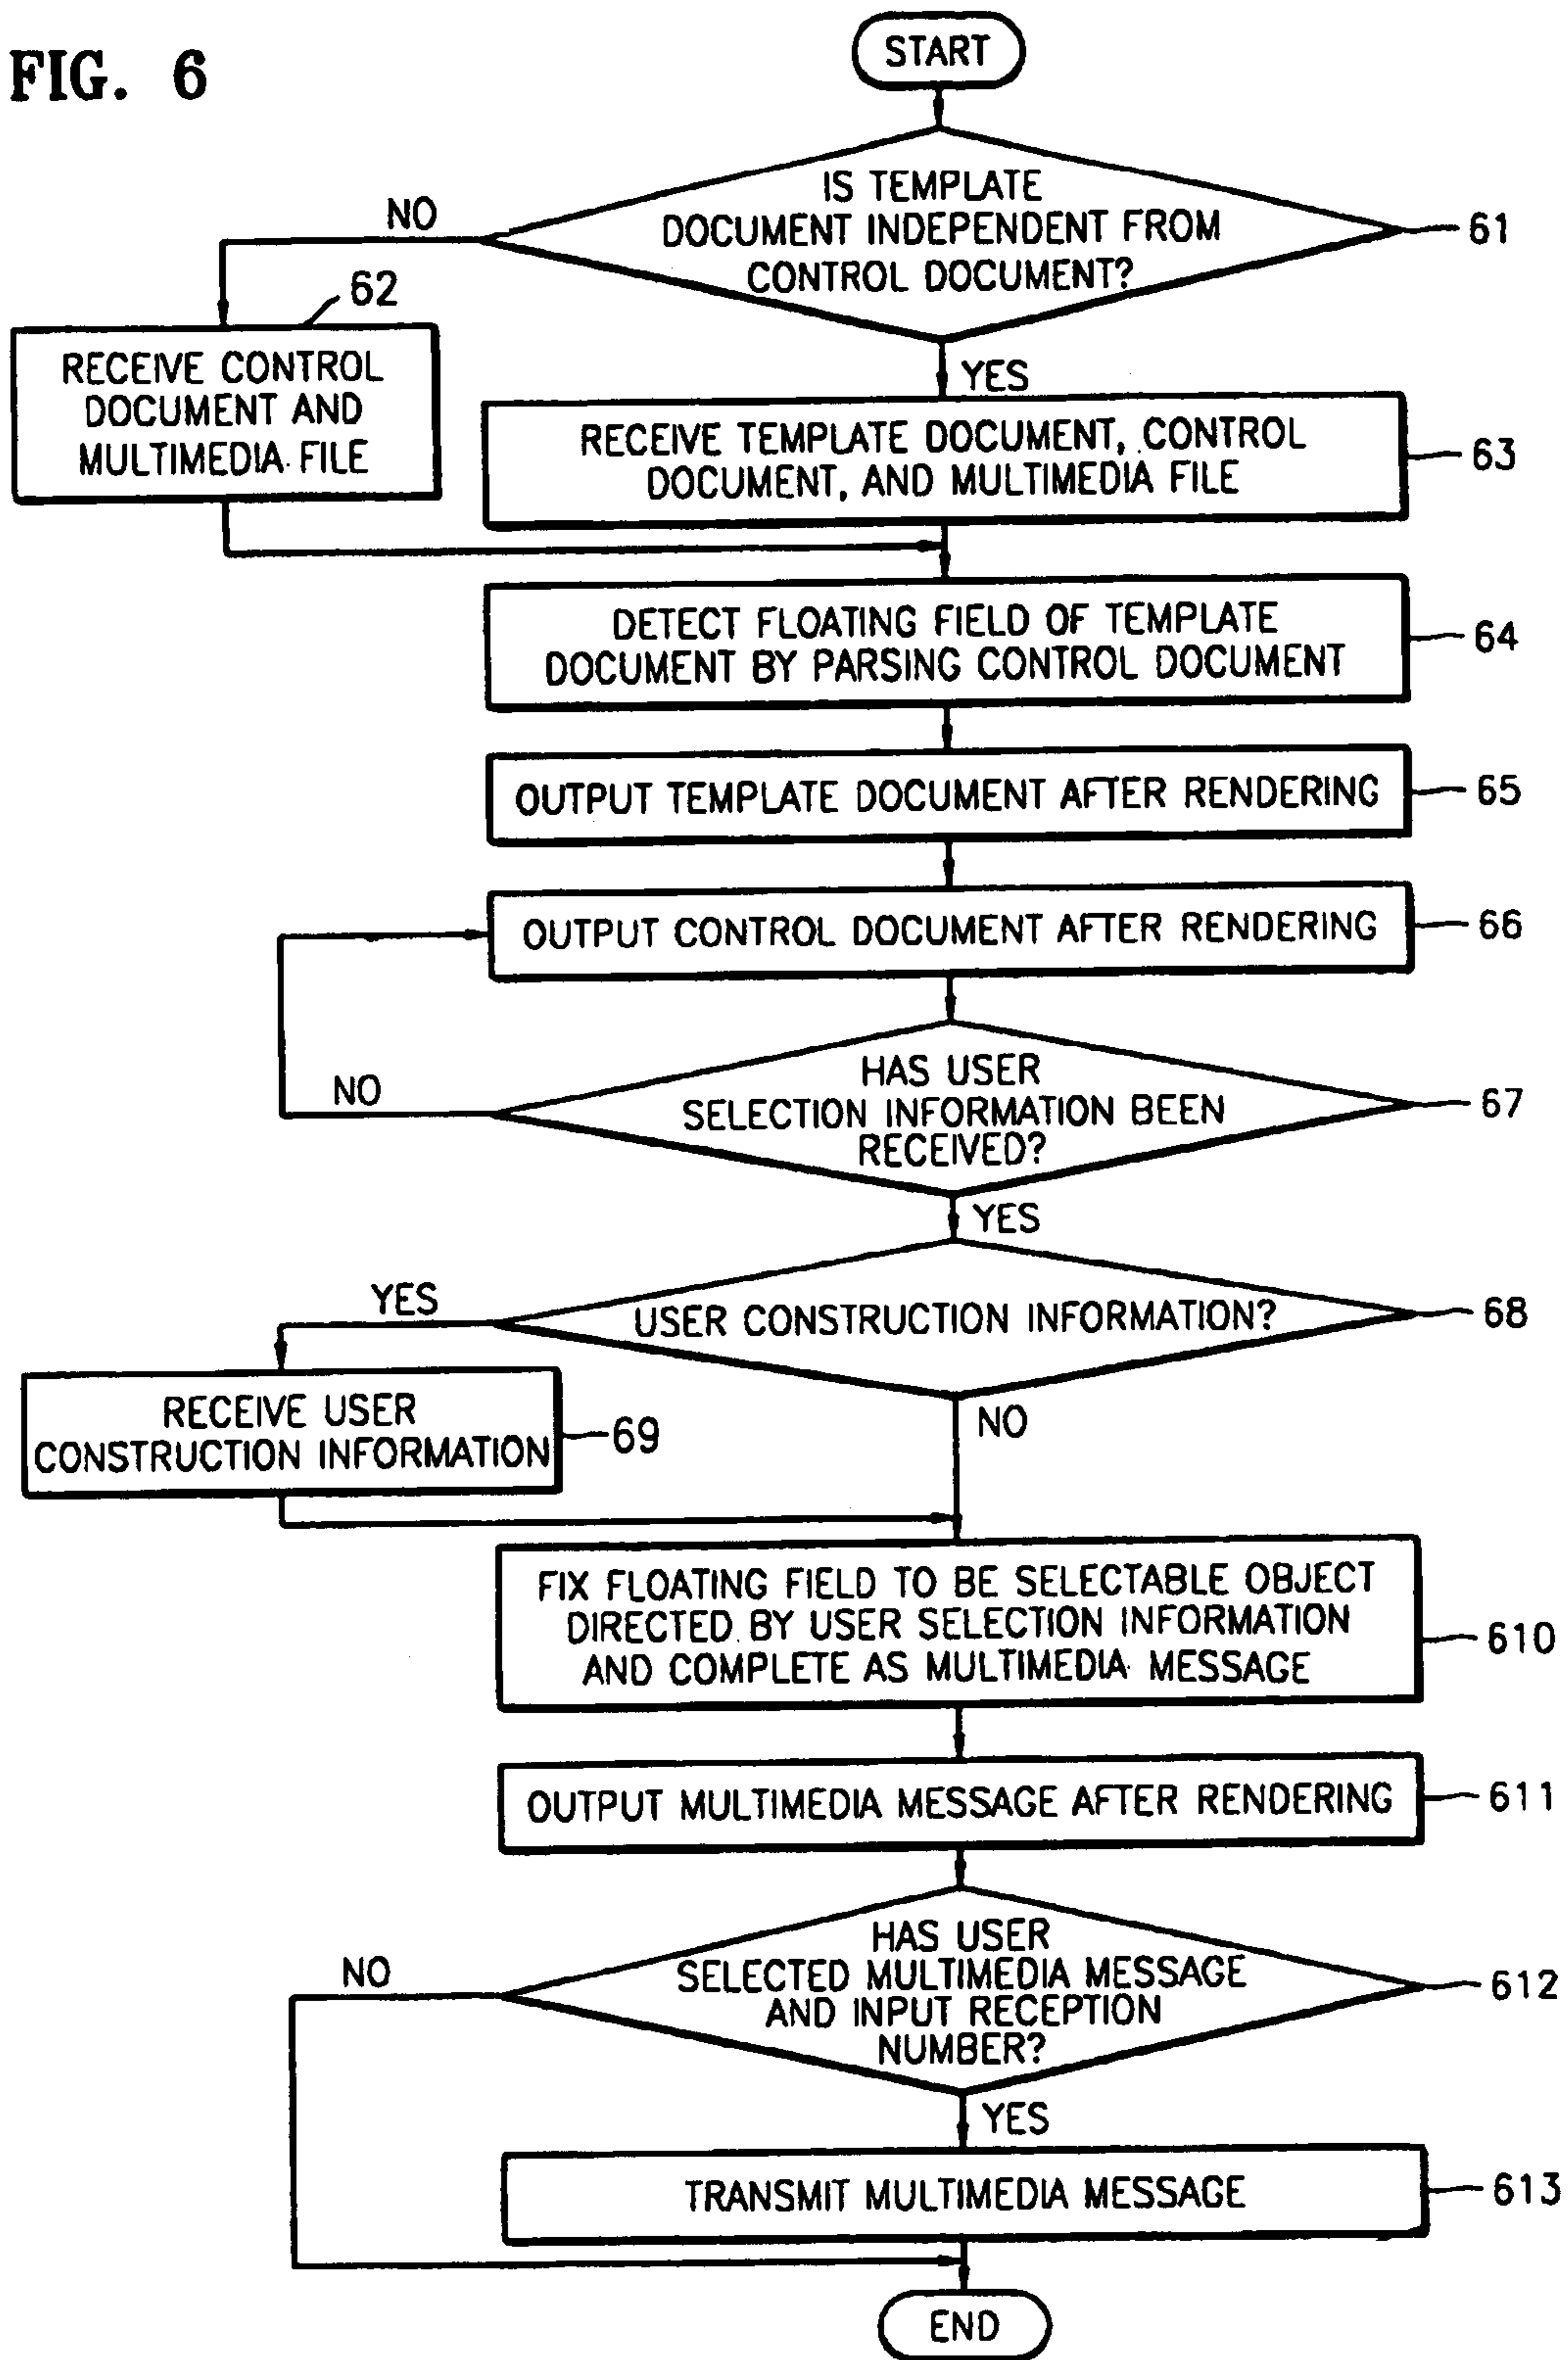 FIG. 6
START
IS TEMPLATE
DOCUMENT INDEPENDENT FROM
CONTROL DOCUMENT?
61
NO
62
RECEIVE CONTROL
DOCUMENT AND
MULTIMEDIA FILE
YES
RECEIVE TEMPLATE DOCUMENT, CONTROL
DOCUMENT, AND MULTIMEDIA FILE
63
DETECT FLOATING FIELD OF TEMPLATE
DOCUMENT BY PARSING CONTROL DOCUMENT
64
OUTPUT TEMPLATE DOCUMENT AFTER RENDERING
65
OUTPUT CONTROL DOCUMENT AFTER RENDERING
66
HAS USER
SELECTION INFORMATION BEEN
RECEIVED?
67
NO
YES
USER CONSTRUCTION INFORMATION?
68
YES
RECEIVE USER
CONSTRUCTION INFORMATION
69
NO
FIX FLOATING FIELD TO BE SELECTABLE OBJECT
DIRECTED BY USER SELECTION INFORMATION
AND COMPLETE AS MULTIMEDIA MESSAGE
610
OUTPUT MULTIMEDIA MESSAGE AFTER RENDERING
611
HAS USER
SELECTED MULTIMEDIA MESSAGE
AND INPUT RECEPTION
NUMBER?
612
NO
YES
TRANSMIT MULTIMEDIA MESSAGE
613
END